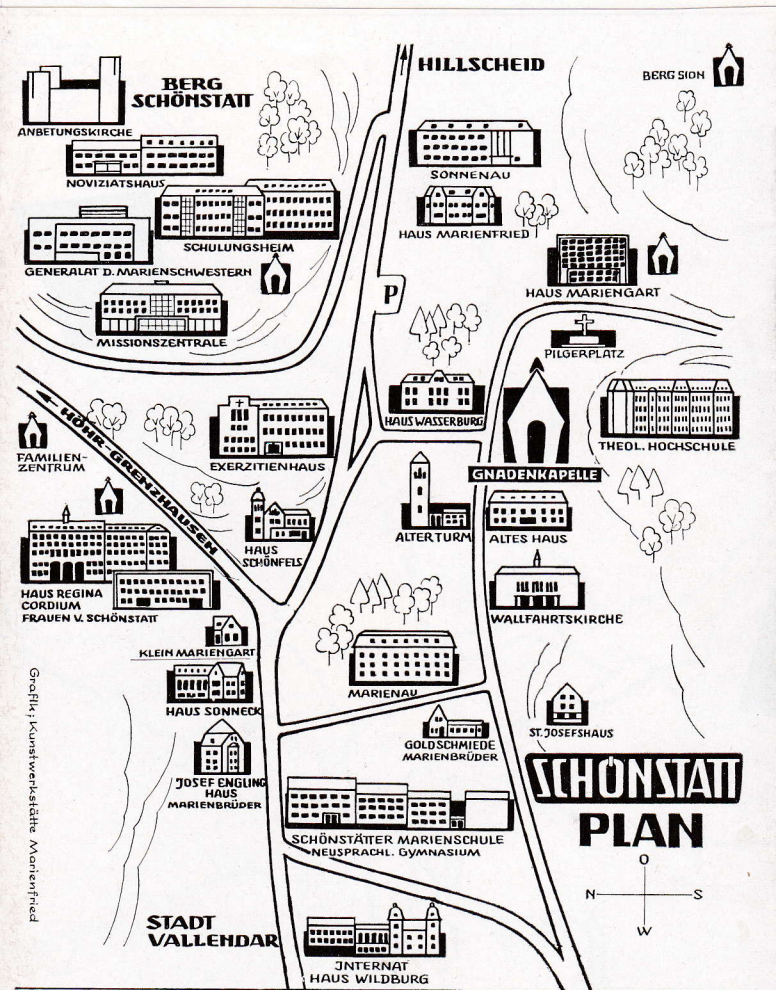 HILLSCHEID
BERG SION
BERG
SCHÖNSTATT
ANBETUNGSKIRCHE
NOVIZIATSHAUS
SONNENAU
HAUS MARIENFRIED
SCHULUNGSHEIM
GENERALAT D. MARIENSCHWESTERN
HAUS MARIENGART
P
MISSIONSZENTRALE
PILGERPLATZ
HAUS WASSERBURG
THEOL. HOCHSCHULE
HÖHR-GRENZHAUSEN
FAMILIEN-
ZENTRUM
EXERZITIENHAUS
GNADENKAPELLE
ALTER TURM
ALTES HAUS
HAUS
SCHÖNFELS
HAUS REGINA
CORDIUM
FRAUEN V. SCHÖNSTATT
WALLFAHRTSKIRCHE
KLEIN MARIENGART
MARIENAU
HAUS SONNECK
ST. JOSEFSHAUS
GOLDSCHMIEDE
MARIENBRÜDER
JOSEF ENGLING
HAUS
MARIENBRÜDER
SCHÖNSTATT
PLAN
SCHÖNSTÄTTER MARIENSCHULE
NEUSPRACHL. GYMNASIUM
O
N S
W
STADT
VALLENDAR
INTERNAT
HAUS WILDBURG
Grafik; Kunstwerkstätte Marienfried